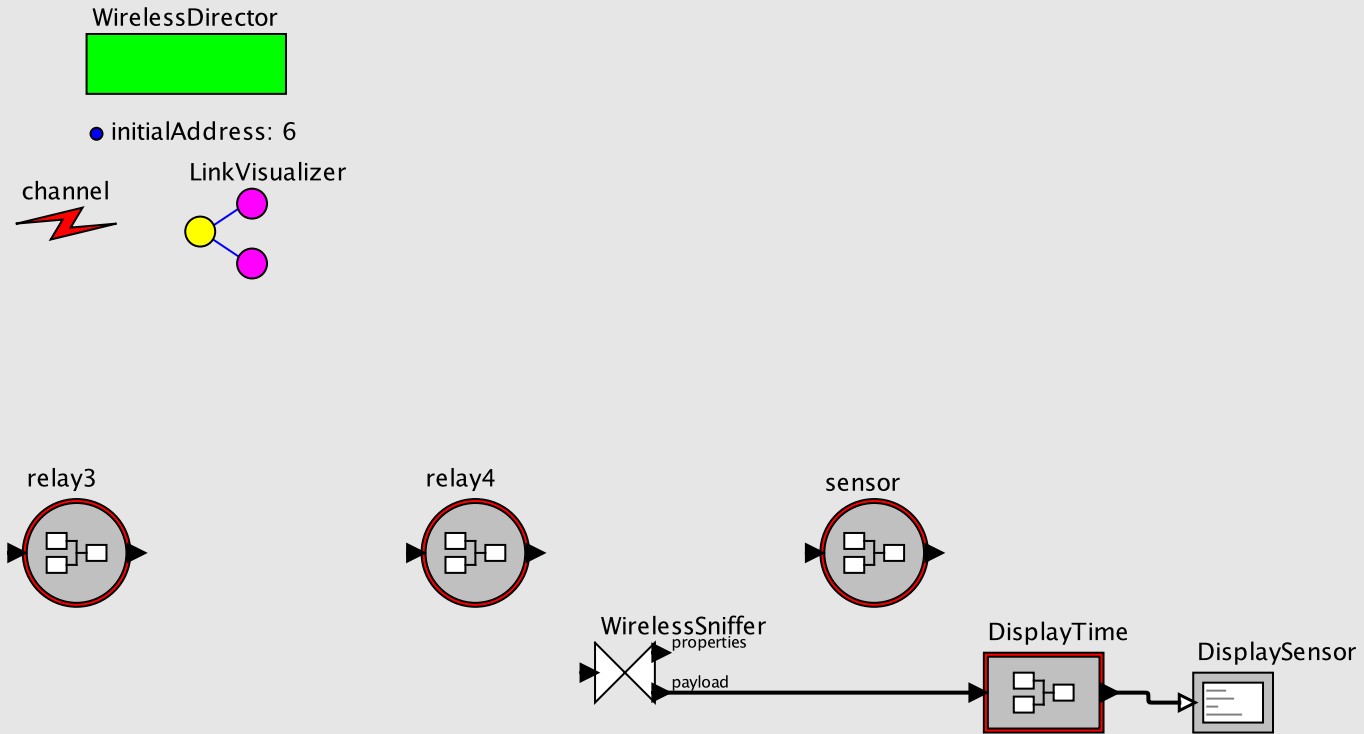 WirelessDirector
initialAddress: 6
LinkVisualizer
channel
relay3
relay4
sensor
WirelessSniffer
properties
payload
DisplayTime
DisplaySensor